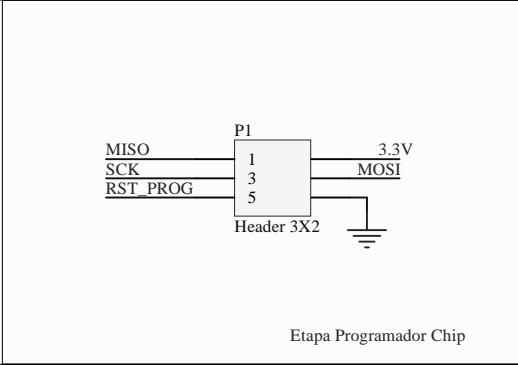 P1
MISO 3.3V
1
SCK MOSI
3
RST_PROG
5
Header 3X2
Etapa Programador Chip